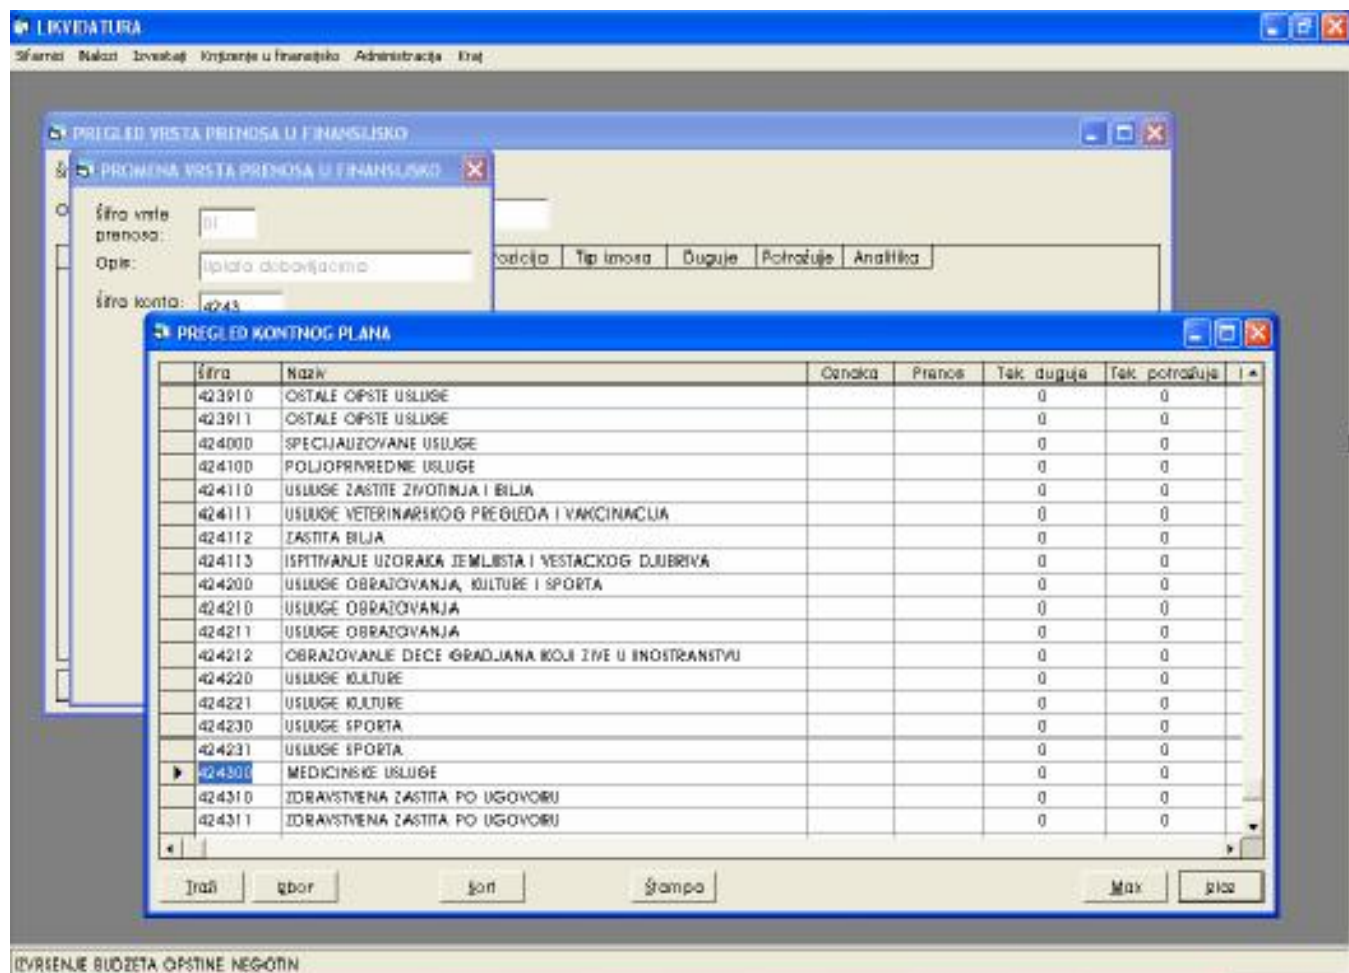 LIKVIDATURA
Sifarnici Nalozi Izvestaji Knjizenje u finansijsko Administracija Kraj
PREGLED VRSTA PRENOSA U FINANSIJSKO
PROMENA VRSTA PRENOSA U FINANSIJSKO
Šifra vrste
prenosa:
Opis: Uplata dobavljacima
Šifra konta: 4243
Pozicija Tip iznosa Duguje Potražuje Analitika
PREGLED KONTNOG PLANA
Šifra Naziv Oznaka Prenos Tek. duguje Tek. potražuje
423910 OSTALE OPSTE USLUGE 0 0
423911 OSTALE OPSTE USLUGE 0 0
424000 SPECIJALIZOVANE USLUGE 0 0
424100 POLJOPRIVREDNE USLUGE 0 0
424110 USLUGE ZASTITE ZIVOTINJA I BILJA 0 0
424111 USLUGE VETERINARSKOG PREGLEDA I VAKCINACIJA 0 0
424112 ZASTITA BILJA 0 0
424113 ISPITIVANJE UZORAKA ZEMLJISTA I VESTACKOG DJUBRIVA 0 0
424200 USLUGE OBRAZOVANJA, KULTURE I SPORTA 0 0
424210 USLUGE OBRAZOVANJA 0 0
424211 USLUGE OBRAZOVANJA 0 0
424212 OBRAZOVANJE DECE GRADJANA KOJI ZIVE U INOSTRANSTVU 0 0
424220 USLUGE KULTURE 0 0
424221 USLUGE KULTURE 0 0
424230 USLUGE SPORTA 0 0
424231 USLUGE SPORTA 0 0
424300 MEDICINSKE USLUGE 0 0
424310 ZDRAVSTVENA ZASTITA PO UGOVORU 0 0
424311 ZDRAVSTVENA ZASTITA PO UGOVORU 0 0
Traži Izbor Sort Štampa Max Izlaz
IZVRSENJE BUDZETA OPSTINE NEGOTIN